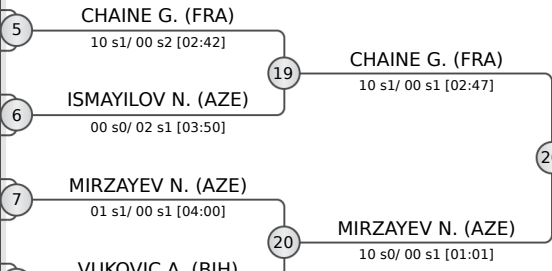 CHAINE G. (FRA)
5
10 s1/ 00 s2 [02:42]
19
CHAINE G. (FRA)
10 s1/ 00 s1 [02:47]
ISMAYILOV N. (AZE)
6
00 s0/ 02 s1 [03:50]
MIRZAYEV N. (AZE)
7
01 s1/ 00 s1 [04:00]
20
MIRZAYEV N. (AZE)
10 s0/ 00 s1 [01:01]
VUKOVIC A. (BIH)